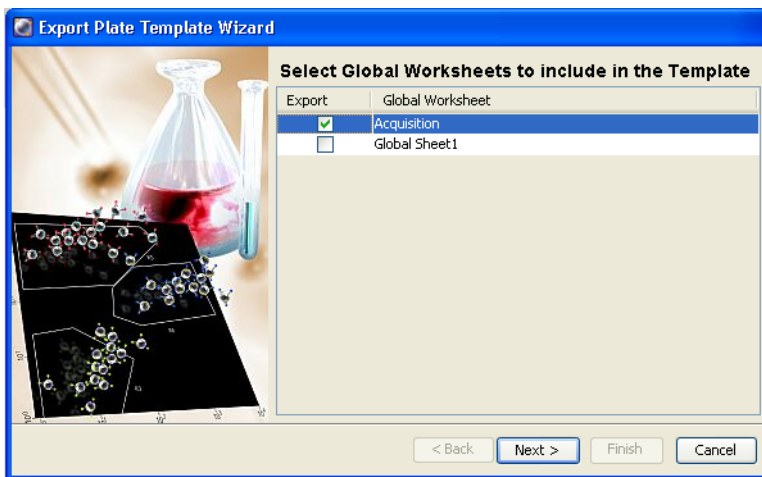 Export Plate Template Wizard
Select Global Worksheets to include in the Template
Export Global Worksheet
Acquisition
Global Sheet1
< Back Next > Finish Cancel